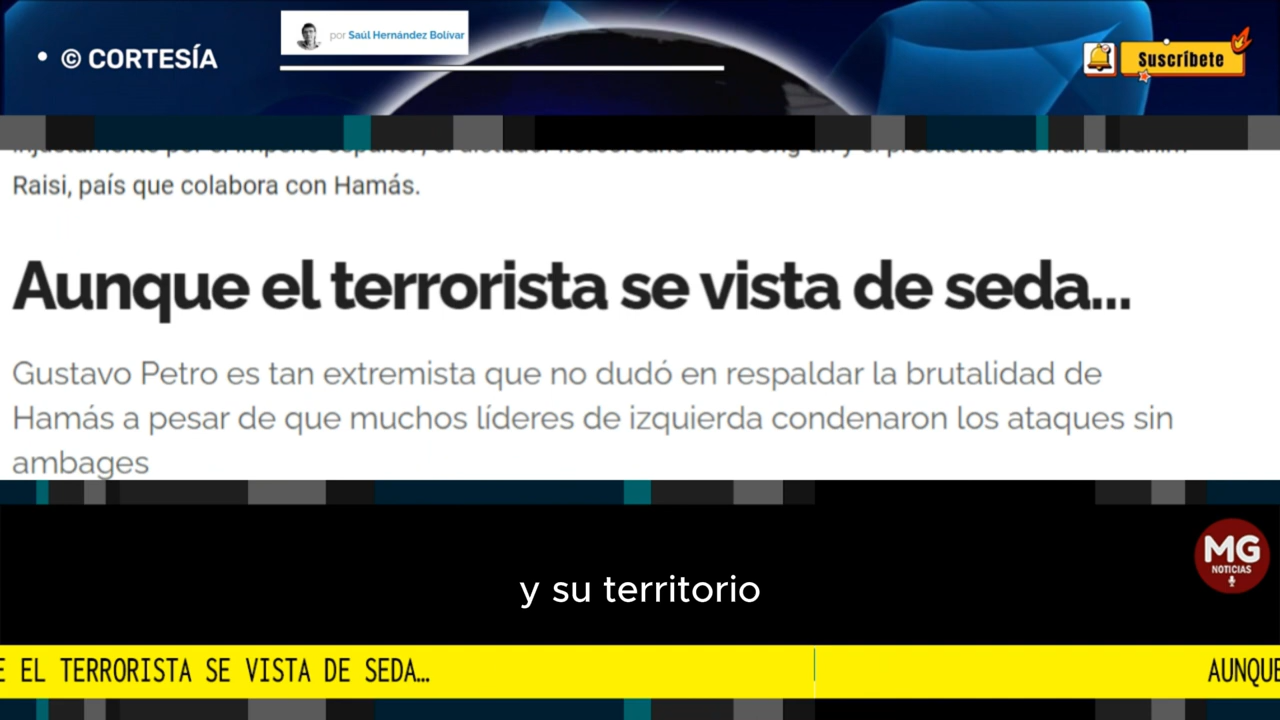 © CORTESÍA
por Saúl Hernández Bolívar
Suscríbete
Raisi, país que colabora con Hamás.
Aunque el terrorista se vista de seda...
Gustavo Petro es tan extremista que no dudó en respaldar la brutalidad de
Hamás a pesar de que muchos líderes de izquierda condenaron los ataques sin
ambages
MG
NOTICIAS
y su territorio
E EL TERRORISTA SE VISTA DE SEDA... AUNQUE